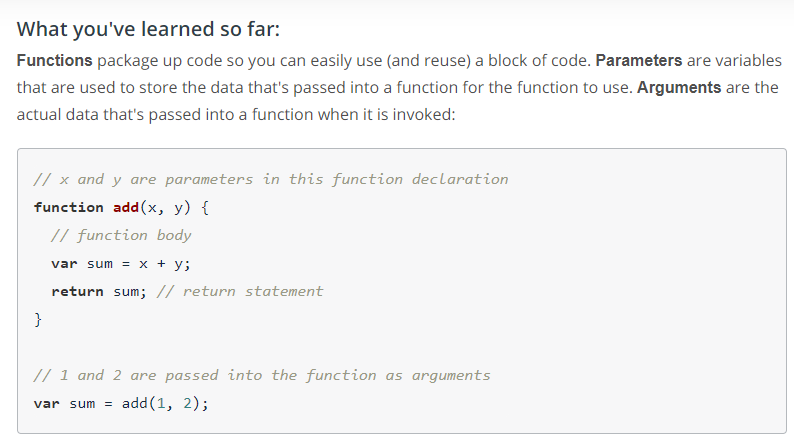 What you've learned so far:
Functions package up code so you can easily use (and reuse) a block of code. Parameters are variables
that are used to store the data that's passed into a function for the function to use. Arguments are the
actual data that's passed into a function when it is invoked:
// x and y are parameters in this function declaration
function add(x, y) {
  // function body
  var sum = x + y;
  return sum; // return statement
}
// 1 and 2 are passed into the function as arguments
var sum = add(1, 2);